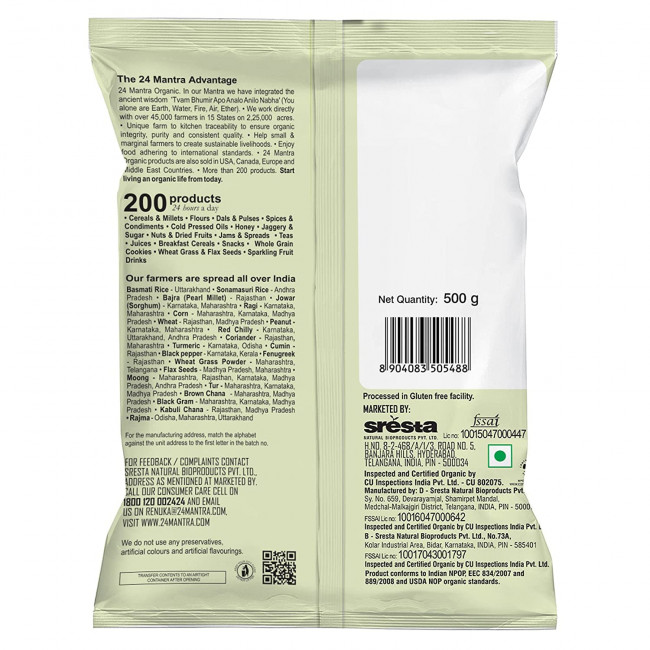 The 24 Mantra Advantage
24 Mantra Organic. In our Mantra we have integrated the
ancient wisdom "Tvam Bhumir Apo Analo Anilo Nabha' (You
alone are Earth, Water, Fire, Air, Ether). • We work directly
with over 45,000 farmers in 15 States on 2,25,000 acres.
• Unique farm to kitchen traceability to ensure organic
integrity, purity and consistent quality. • Help small &
marginal farmers to create sustainable livelihoods. • Enjoy
food adhering to international standards. • 24 Mantra
Organic products are also sold in USA, Canada, Europe and
Middle East Countries. • More than 200 products. Start
living an organic life from today.
200 products
24 hours a day
• Cereals & Millets • Flours • Dals & Pulses • Spices &
Condiments • Cold Pressed Oils • Honey • Jaggery &
Sugar • Nuts & Dried Fruits • Jams & Spreads • Teas
• Juices • Breakfast Cereals • Snacks • Whole Grain
Cookies • Wheat Grass & Flax Seeds • Sparkling Fruit
Drinks
Our farmers are spread all over India
Basmati Rice - Uttarakhand • Sonamasuri Rice - Andhra
Pradesh • Bajra (Pearl Millet) - Rajasthan • Jowar
(Sorghum) - Karnataka, Maharashtra • Ragi - Karnataka,
Maharashtra • Corn - Maharashtra, Karnataka, Madhya
Pradesh • Wheat - Rajasthan, Madhya Pradesh • Peanut -
Karnataka, Maharashtra • Red Chilly - Karnataka,
Uttarakhand, Andhra Pradesh • Coriander - Rajasthan,
Maharashtra • Turmeric - Karnataka, Odisha • Cumin -
Rajasthan • Black pepper - Karnataka, Kerala • Fenugreek
- Rajasthan • Wheat Grass Powder - Maharashtra,
Telangana • Flax Seeds - Madhya Pradesh, Maharashtra
• Moong - Maharashtra, Rajasthan, Karnataka, Madhya
Pradesh, Andhra Pradesh • Tur - Maharashtra, Karnataka,
Madhya Pradesh • Brown Chana - Maharashtra, Madhya
Pradesh • Black Gram - Maharashtra, Karnataka, Madhya
Pradesh • Kabuli Chana - Rajasthan, Madhya Pradesh
• Rajma - Odisha, Maharashtra, Uttarakhand
For the manufacturing address, match the alphabet
against the unit address to the first letter in the batch no.
FOR FEEDBACK / COMPLAINTS CONTACT
SRESTA NATURAL BIOPRODUCTS PVT. LTD.,
ADDRESS AS MENTIONED AT MARKETED BY.
CALL OUR CONSUMER CARE CELL ON
1800 120 002424 AND EMAIL
US ON RENUKA@24MANTRA.COM,
VISIT WWW.24MANTRA.COM
We do not use any preservatives,
artificial colours and artificial flavourings.
TRANSFER CONTENTS TO AN AIRTIGHT
CONTAINER AFTER OPENING
Net Quantity: 500 g
8 904083 505488
Processed in Gluten free facility.
MARKETED BY:
sresta
NATURAL BIOPRODUCTS PVT. LTD.
fssai
Lic no: 10015047000447
H.NO. 8-2-468/A/1/3, ROAD NO. 5,
BANJARA HILLS, HYDERABAD,
TELANGANA, INDIA, PIN - 500034
Inspected and Certified Organic by
CU Inspections India Pvt. Ltd. - CU 802075.
Manufactured by: D - Sresta Natural Bioproducts Pvt
Sy. No. 659, Devarayamjal, Shamirpet Mandal,
Medchal-Malkajgiri District, Telangana, INDIA, PIN - 5000
FSSAI Lic no: 10016047000642
Inspected and Certified Organic by CU Inspections India Pvt. L
B - Sresta Natural Bioproducts Pvt. Ltd., No.73A,
Kolar Industrial Area, Bidar, Karnataka, INDIA, PIN - 585401
FSSAI Lic no: 10017043001797
Inspected and Certified Organic by CU Inspections India Pvt. Ltd.
Product conforms to Indian NPOP, EEC 834/2007 and
889/2008 and USDA NOP organic standards.